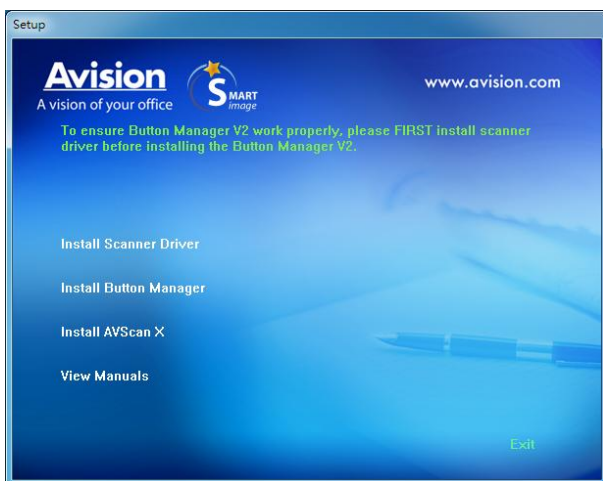 Setup
Avision
A vision of your office
SMART
image
www.avision.com
To ensure Button Manager V2 work properly, please FIRST install scanner
driver before installing the Button Manager V2.
Install Scanner Driver
Install Button Manager
Install AVScan X
View Manuals
Exit